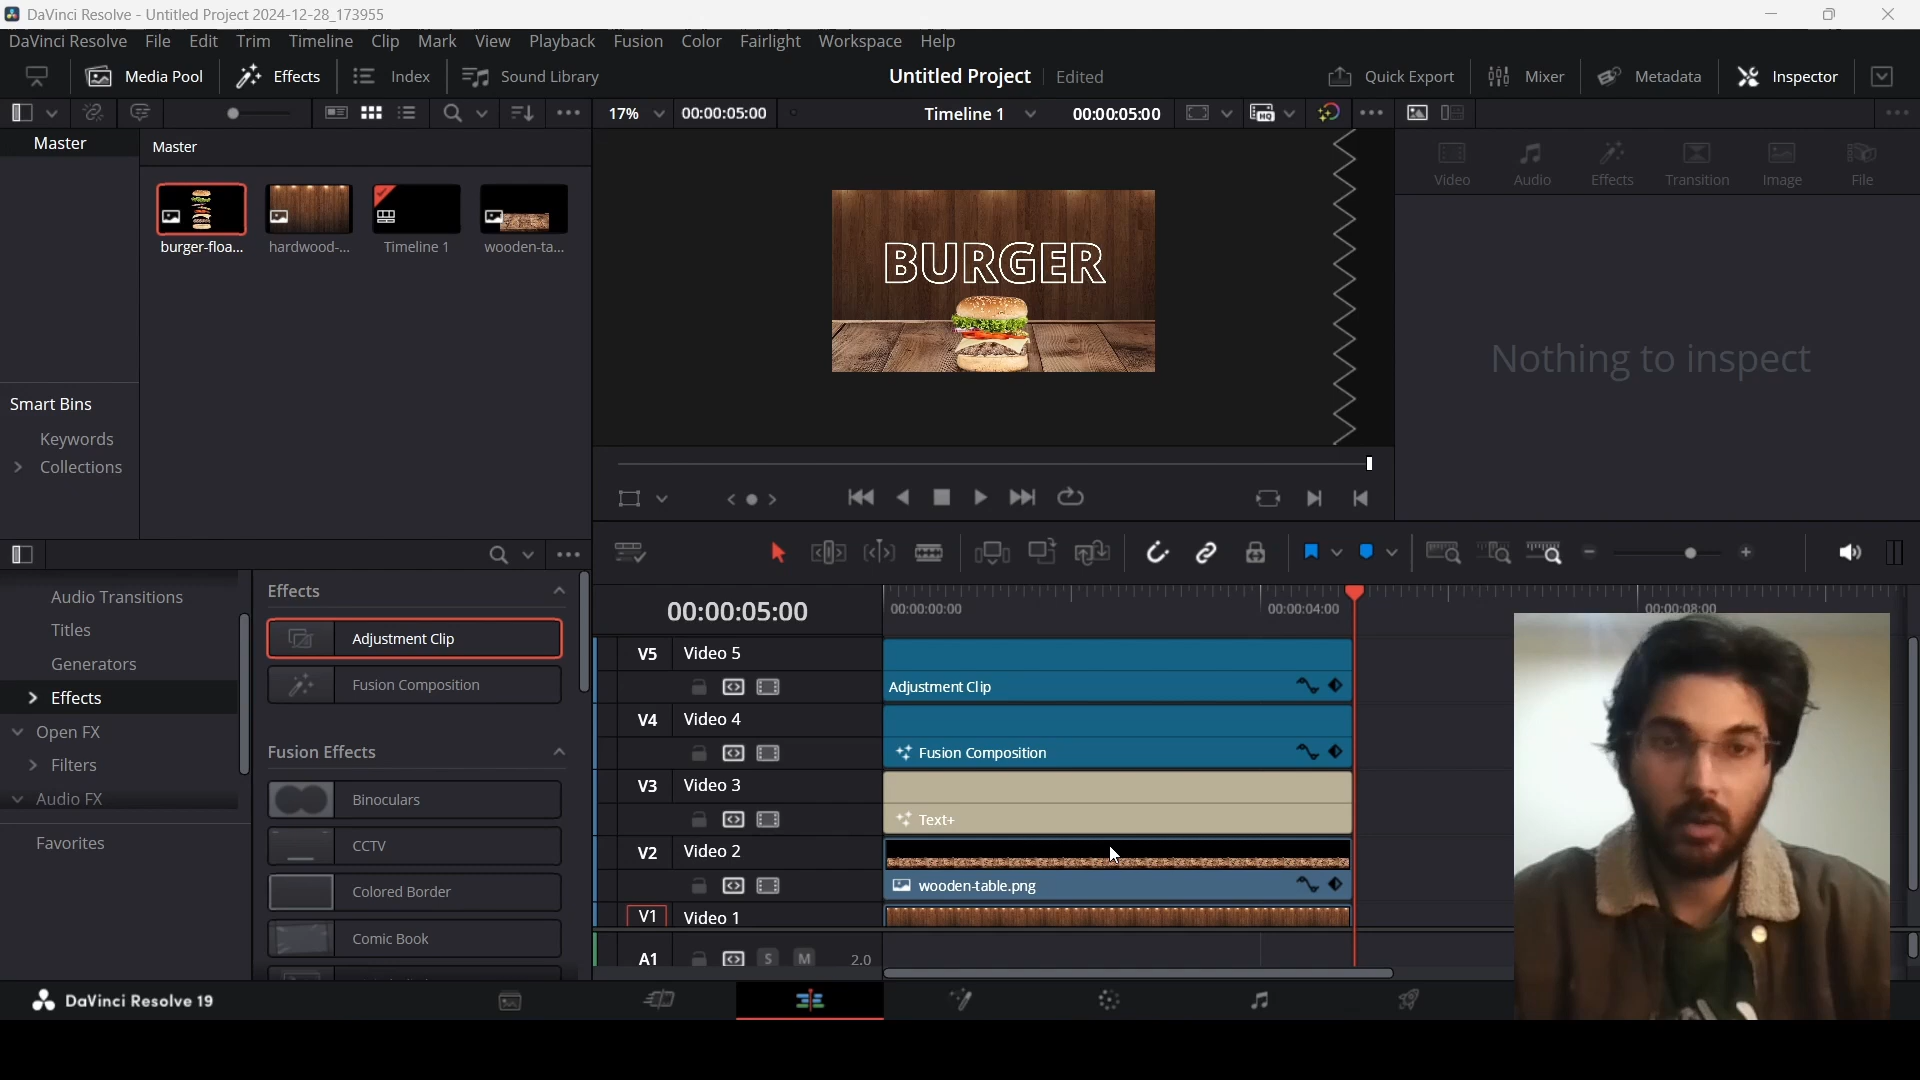 DaVinci Resolve - Untitled Project 2024-12-28_173955
DaVinci Resolve File Edit Trim Timeline Clip Mark View Playback Fusion Color Fairlight Workspace Help
Media Pool Effects Index Sound Library Untitled Project Edited Quick Export Mixer Metadata Inspector
17% 00:00:05:00 Timeline 1 00:00:05:00
Master
Master
Video Audio Effects Transition Image File
burger-floa... hardwood-... Timeline 1 wooden-ta...
BURGER
Nothing to inspect
Smart Bins
Keywords
Collections
Audio Transitions
Titles
Generators
Effects
Open FX
Filters
Audio FX
Favorites
Effects
Adjustment Clip
Fusion Composition
Fusion Effects
Binoculars
CCTV
Colored Border
Comic Book
00:00:05:00
00:00:00:00 00:00:04:00 00:00:08:00
V5 Video 5
Adjustment Clip
V4 Video 4
Fusion Composition
V3 Video 3
Text+
V2 Video 2
wooden-table.png
V1 Video 1
A1 S M 2.0
DaVinci Resolve 19